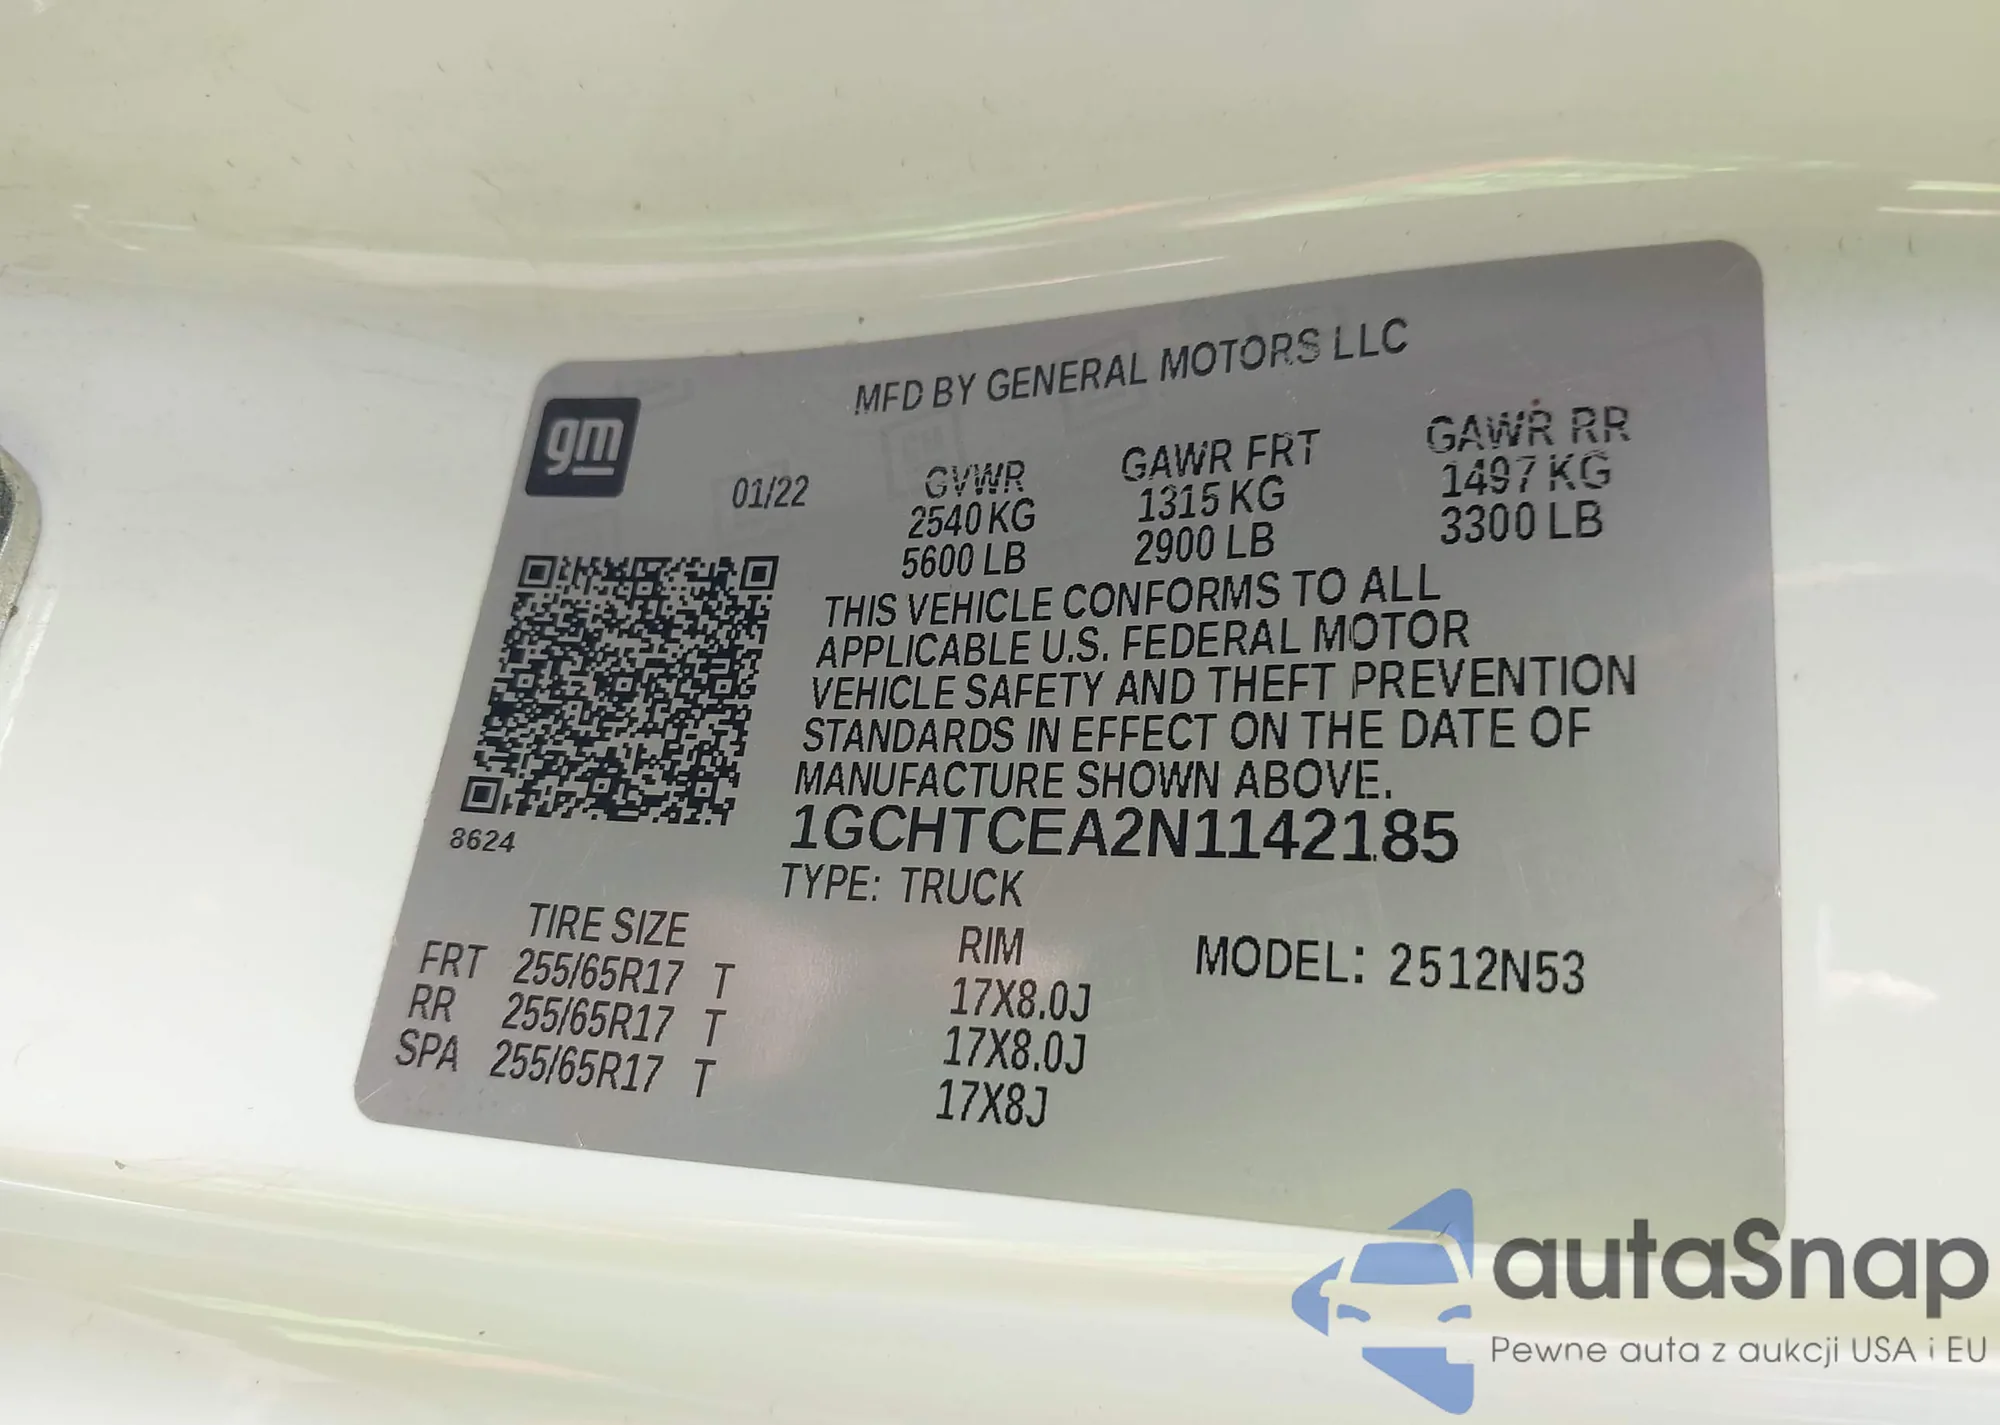 MFD BY GENERAL MOTORS LLC
gm
01/22
GVWR GAWR FRT GAWR RR
2540 KG 1315 KG 1497 KG
5600 LB 2900 LB 3300 LB
THIS VEHICLE CONFORMS TO ALL
APPLICABLE U.S. FEDERAL MOTOR
VEHICLE SAFETY AND THEFT PREVENTION
STANDARDS IN EFFECT ON THE DATE OF
MANUFACTURE SHOWN ABOVE.
8624
1GCHTCEA2N1142185
TYPE: TRUCK
TIRE SIZE RIM MODEL: 2512N53
FRT 255/65R17 T 17X8.0J
RR 255/65R17 T 17X8.0J
SPA 255/65R17 T 17X8J
autaSnap
Pewne auta z aukcji USA i EU